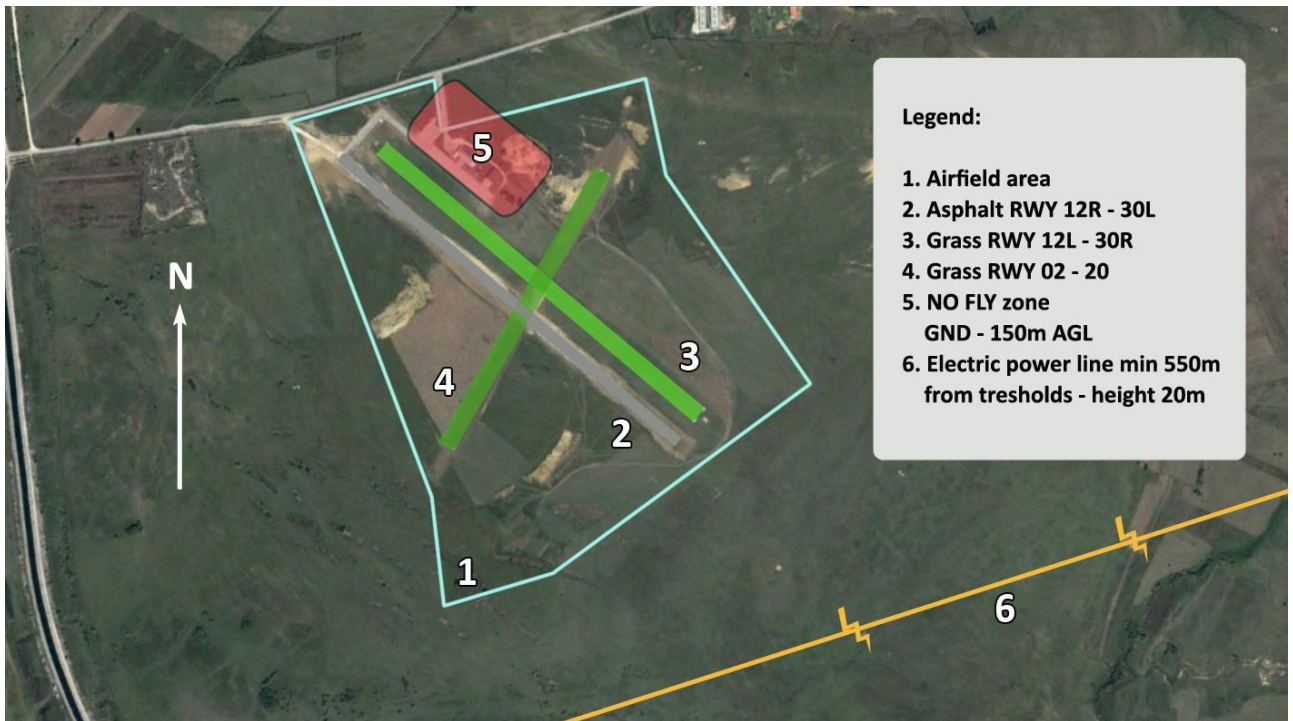 5
N
3
4
2
1
6
Legend:
1. Airfield area
2. Asphalt RWY 12R - 30L
3. Grass RWY 12L - 30R
4. Grass RWY 02 - 20
5. NO FLY zone
GND - 150m AGL
6. Electric power line min 550m
from tresholds - height 20m